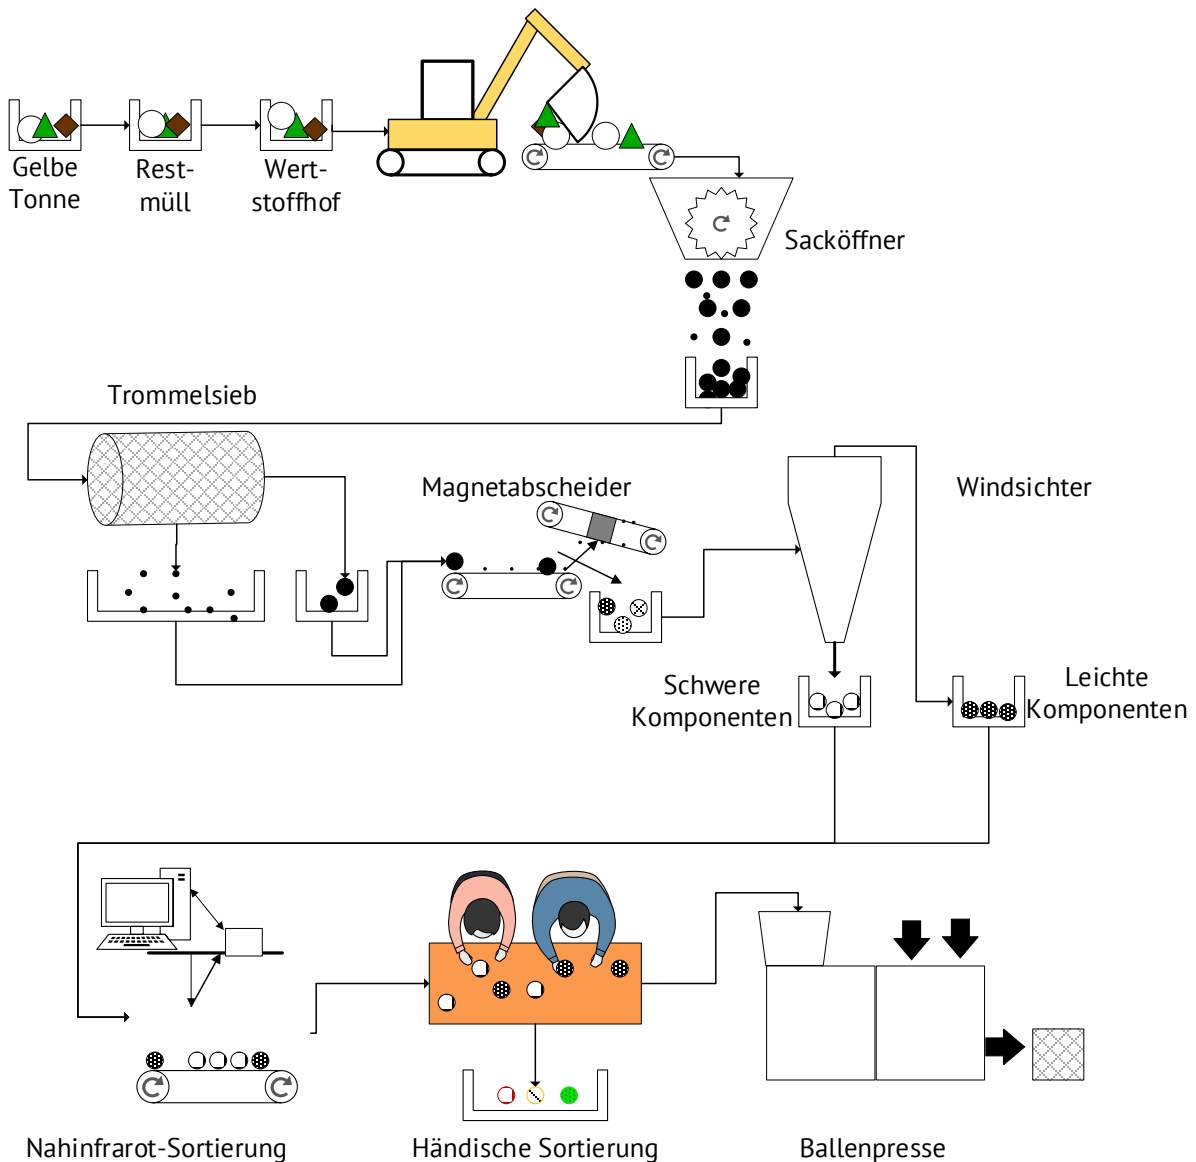 Gelbe
Tonne
Rest-
müll
Wert-
stoffhof
Sacköffner
Trommelsieb
Magnetabscheider
Windsichter
Schwere
Komponenten
Leichte
Komponenten
Nahinfrarot-Sortierung
Händische Sortierung
Ballenpresse